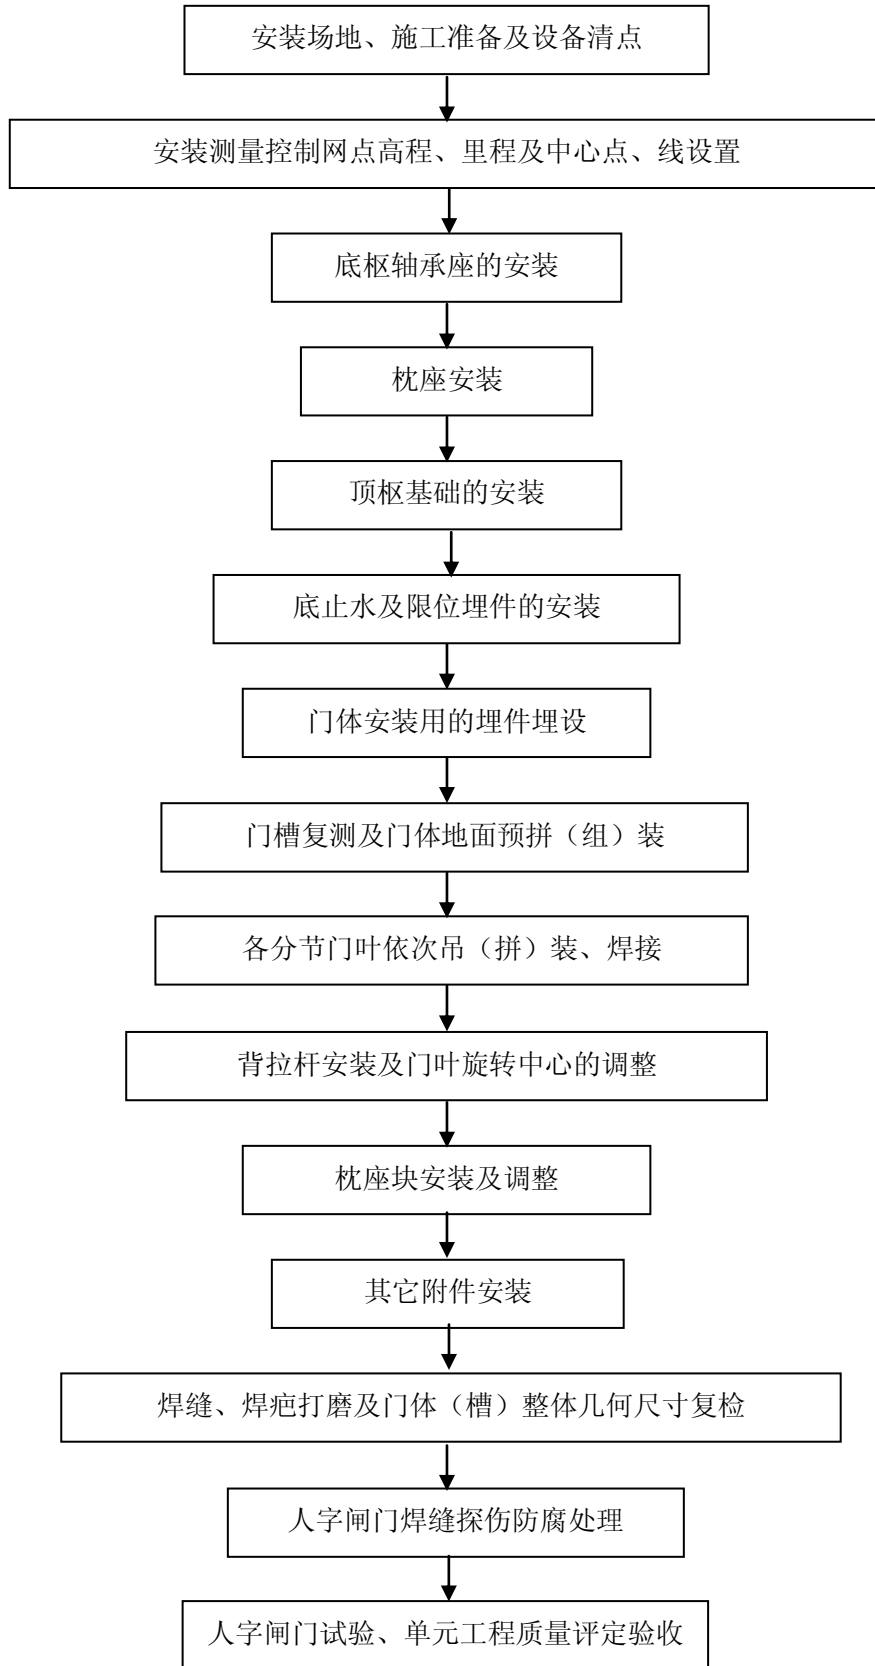 安装场地、施工准备及设备清点
安装测量控制网点高程、里程及中心点、线设置
底枢轴承座的安装
枕座安装
顶枢基础的安装
底止水及限位埋件的安装
门体安装用的埋件埋设
门槽复测及门体地面预拼（组）装
各分节门叶依次吊（拼）装、焊接
背拉杆安装及门叶旋转中心的调整
枕座块安装及调整
其它附件安装
焊缝、焊疤打磨及门体（槽）整体几何尺寸复检
人字闸门焊缝探伤防腐处理
人字闸门试验、单元工程质量评定验收